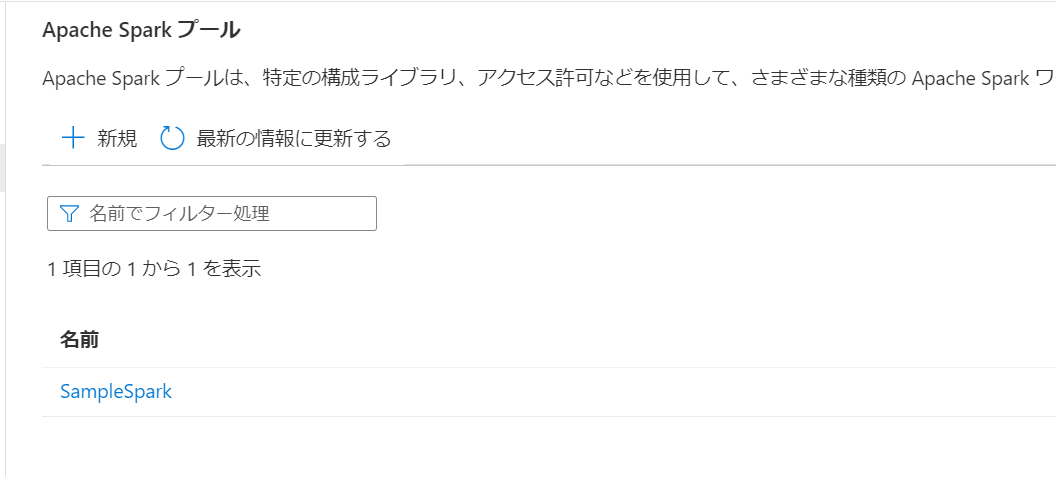 Apache Spark プール
Apache Spark プールは、特定の構成ライブラリ、アクセス許可などを使用して、さまざまな種類の Apache Spark ワ
新規 最新の情報に更新する
名前でフィルター処理
1 項目の 1 から 1 を表示
名前
SampleSpark